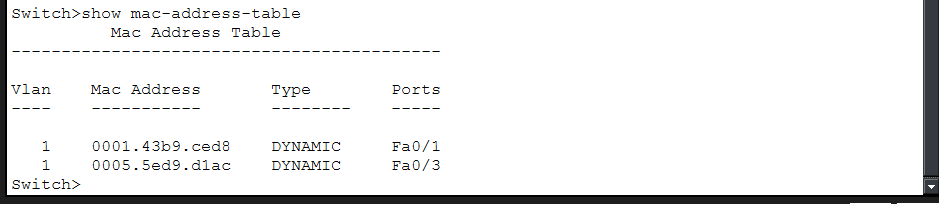 Switch>show mac-address-table
Mac Address Table
-------------------------------------------
Vlan Mac Address Type Ports
---- ----------- -------- -----
1 0001.43b9.ced8 DYNAMIC Fa0/1
1 0005.5ed9.d1ac DYNAMIC Fa0/3
Switch>